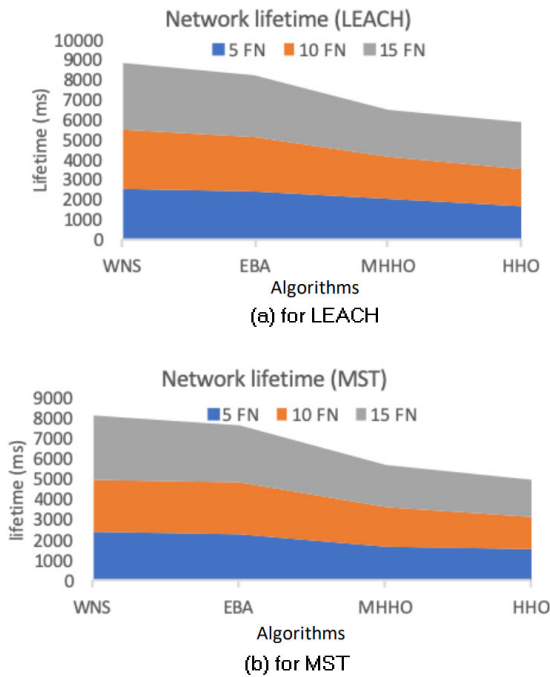 Network lifetime (LEACH)
5 FN 10 FN 15 FN
Lifetime (ms)
10000
9000
8000
7000
6000
5000
4000
3000
2000
1000
0
WNS EBA MHHO HHO
Algorithms
(a) for LEACH
Network lifetime (MST)
5 FN 10 FN 15 FN
lifetime (ms)
9000
8000
7000
6000
5000
4000
3000
2000
1000
0
WNS EBA MHHO HHO
Algorithms
(b) for MST